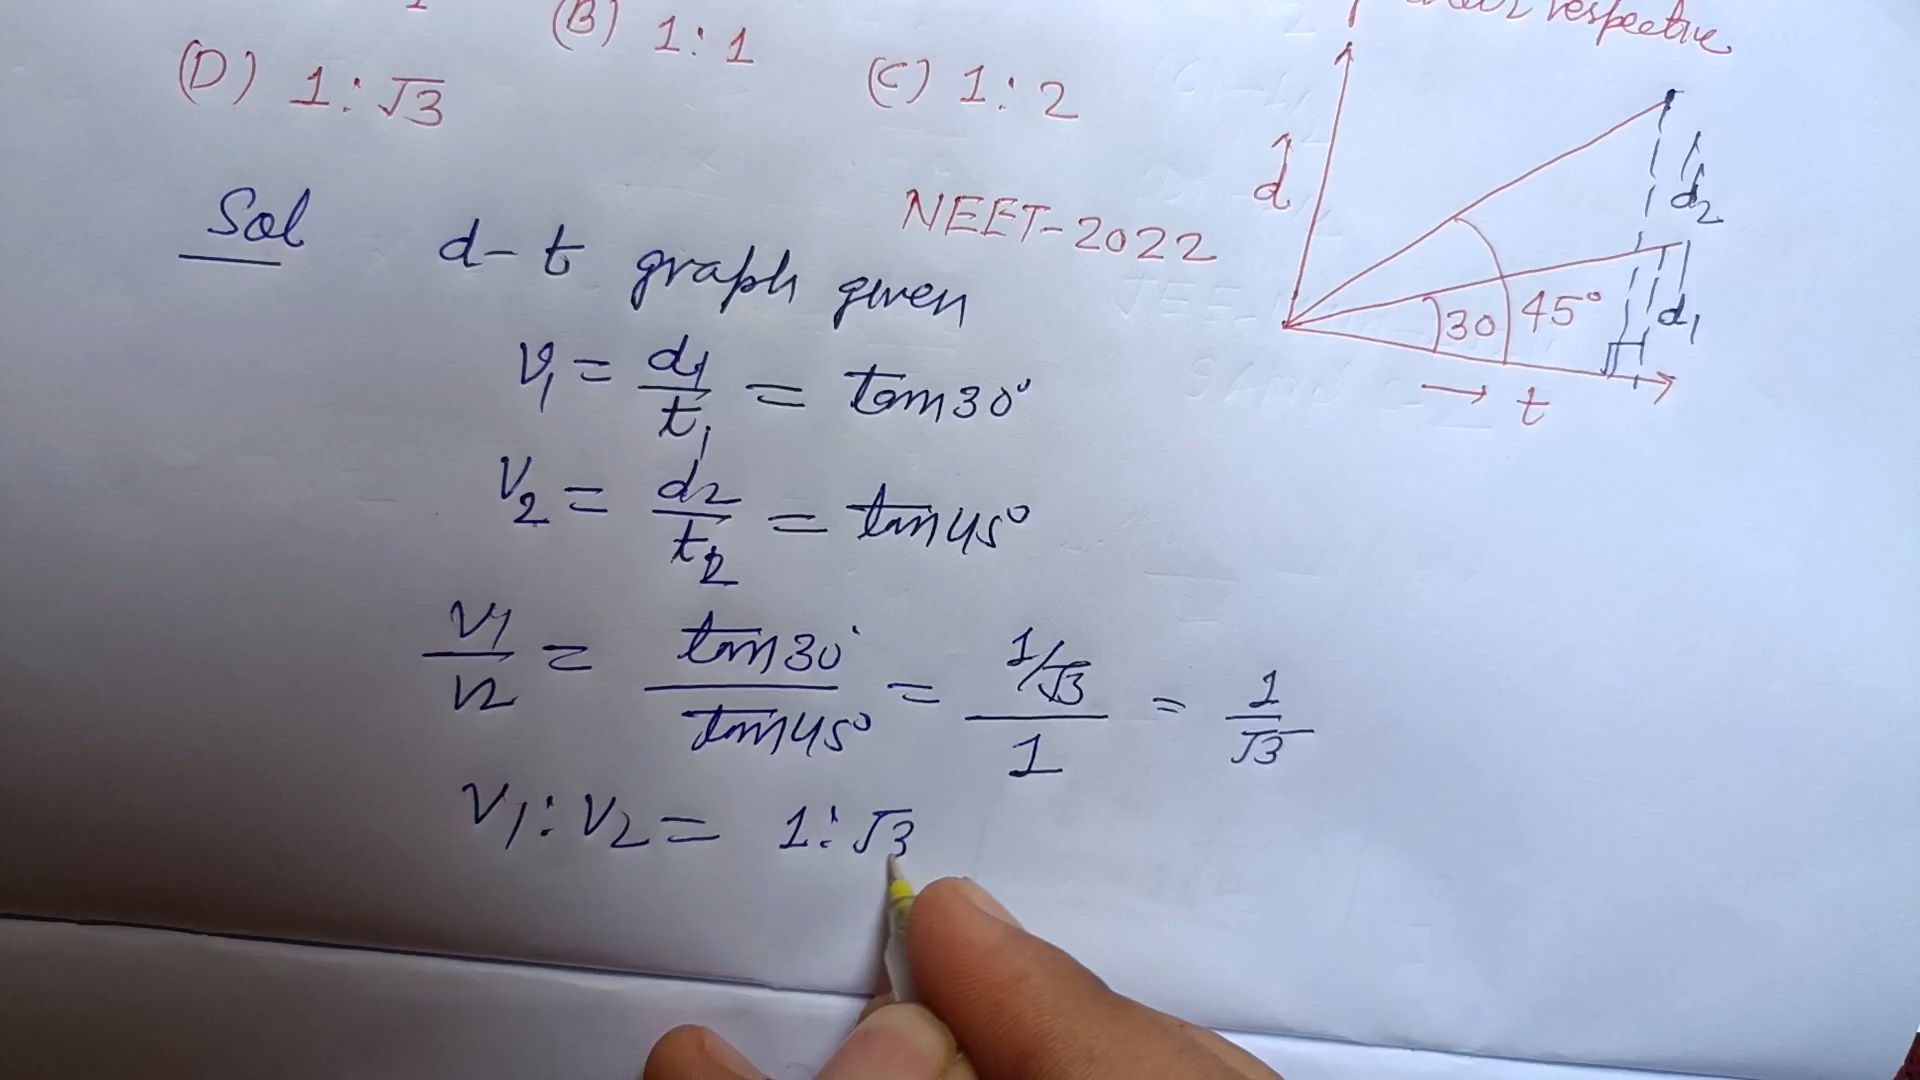 respective
(B) 1:1
(C) 1:2
(D) 1:√3
NEET-2022
d
d2
d1
30
45°
t
Sol d-t graph given
V1 = d1/t1 = tan30°
V2 = d2/t2 = tan45°
V1/V2 = tan30°/tan45° = 1/√3/1 = 1/√3
V1:V2 = 1:√3